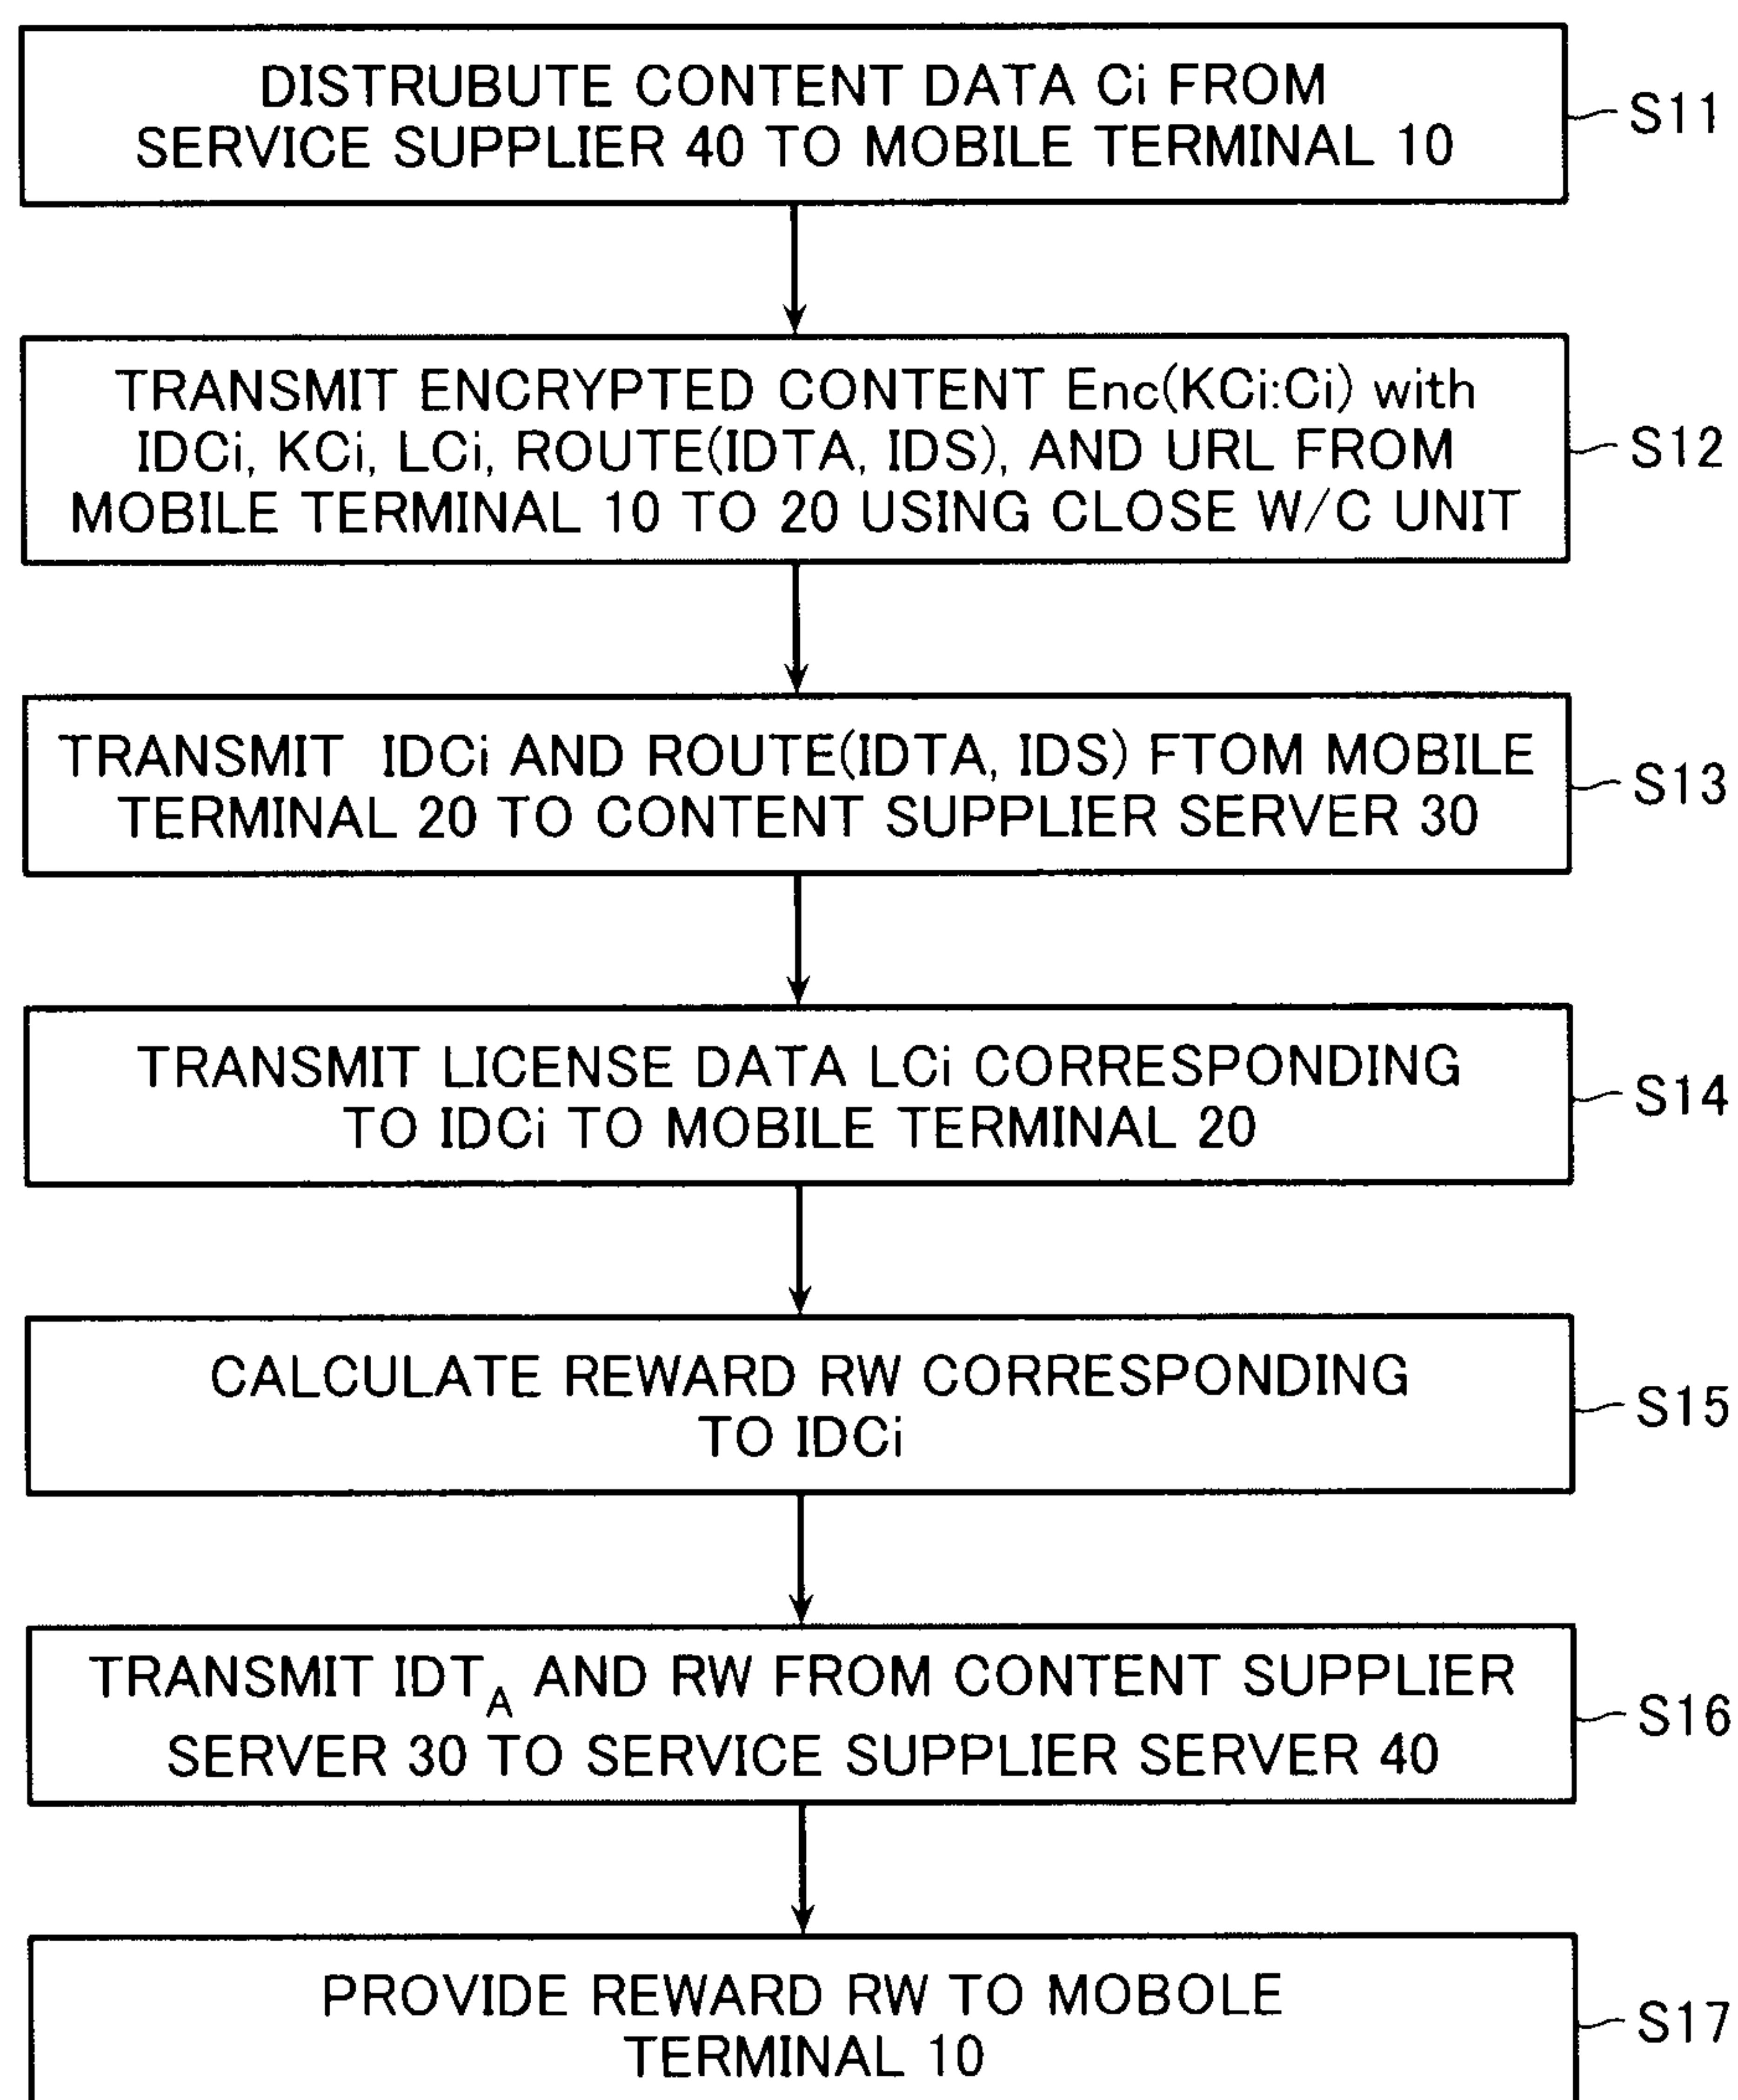 DISTRUBUTE CONTENT DATA Ci FROM
SERVICE SUPPLIER 40 TO MOBILE TERMINAL 10
S11
TRANSMIT ENCRYPTED CONTENT Enc(KCi:Ci) with
IDCi, KCi, LCi, ROUTE(IDTA, IDS), AND URL FROM
MOBILE TERMINAL 10 TO 20 USING CLOSE W/C UNIT
S12
TRANSMIT IDCi AND ROUTE(IDTA, IDS) FTOM MOBILE
TERMINAL 20 TO CONTENT SUPPLIER SERVER 30
S13
TRANSMIT LICENSE DATA LCi CORRESPONDING
TO IDCi TO MOBILE TERMINAL 20
S14
CALCULATE REWARD RW CORRESPONDING
TO IDCi
S15
TRANSMIT IDT_A AND RW FROM CONTENT SUPPLIER
SERVER 30 TO SERVICE SUPPLIER SERVER 40
S16
PROVIDE REWARD RW TO MOBOLE
TERMINAL 10
S17